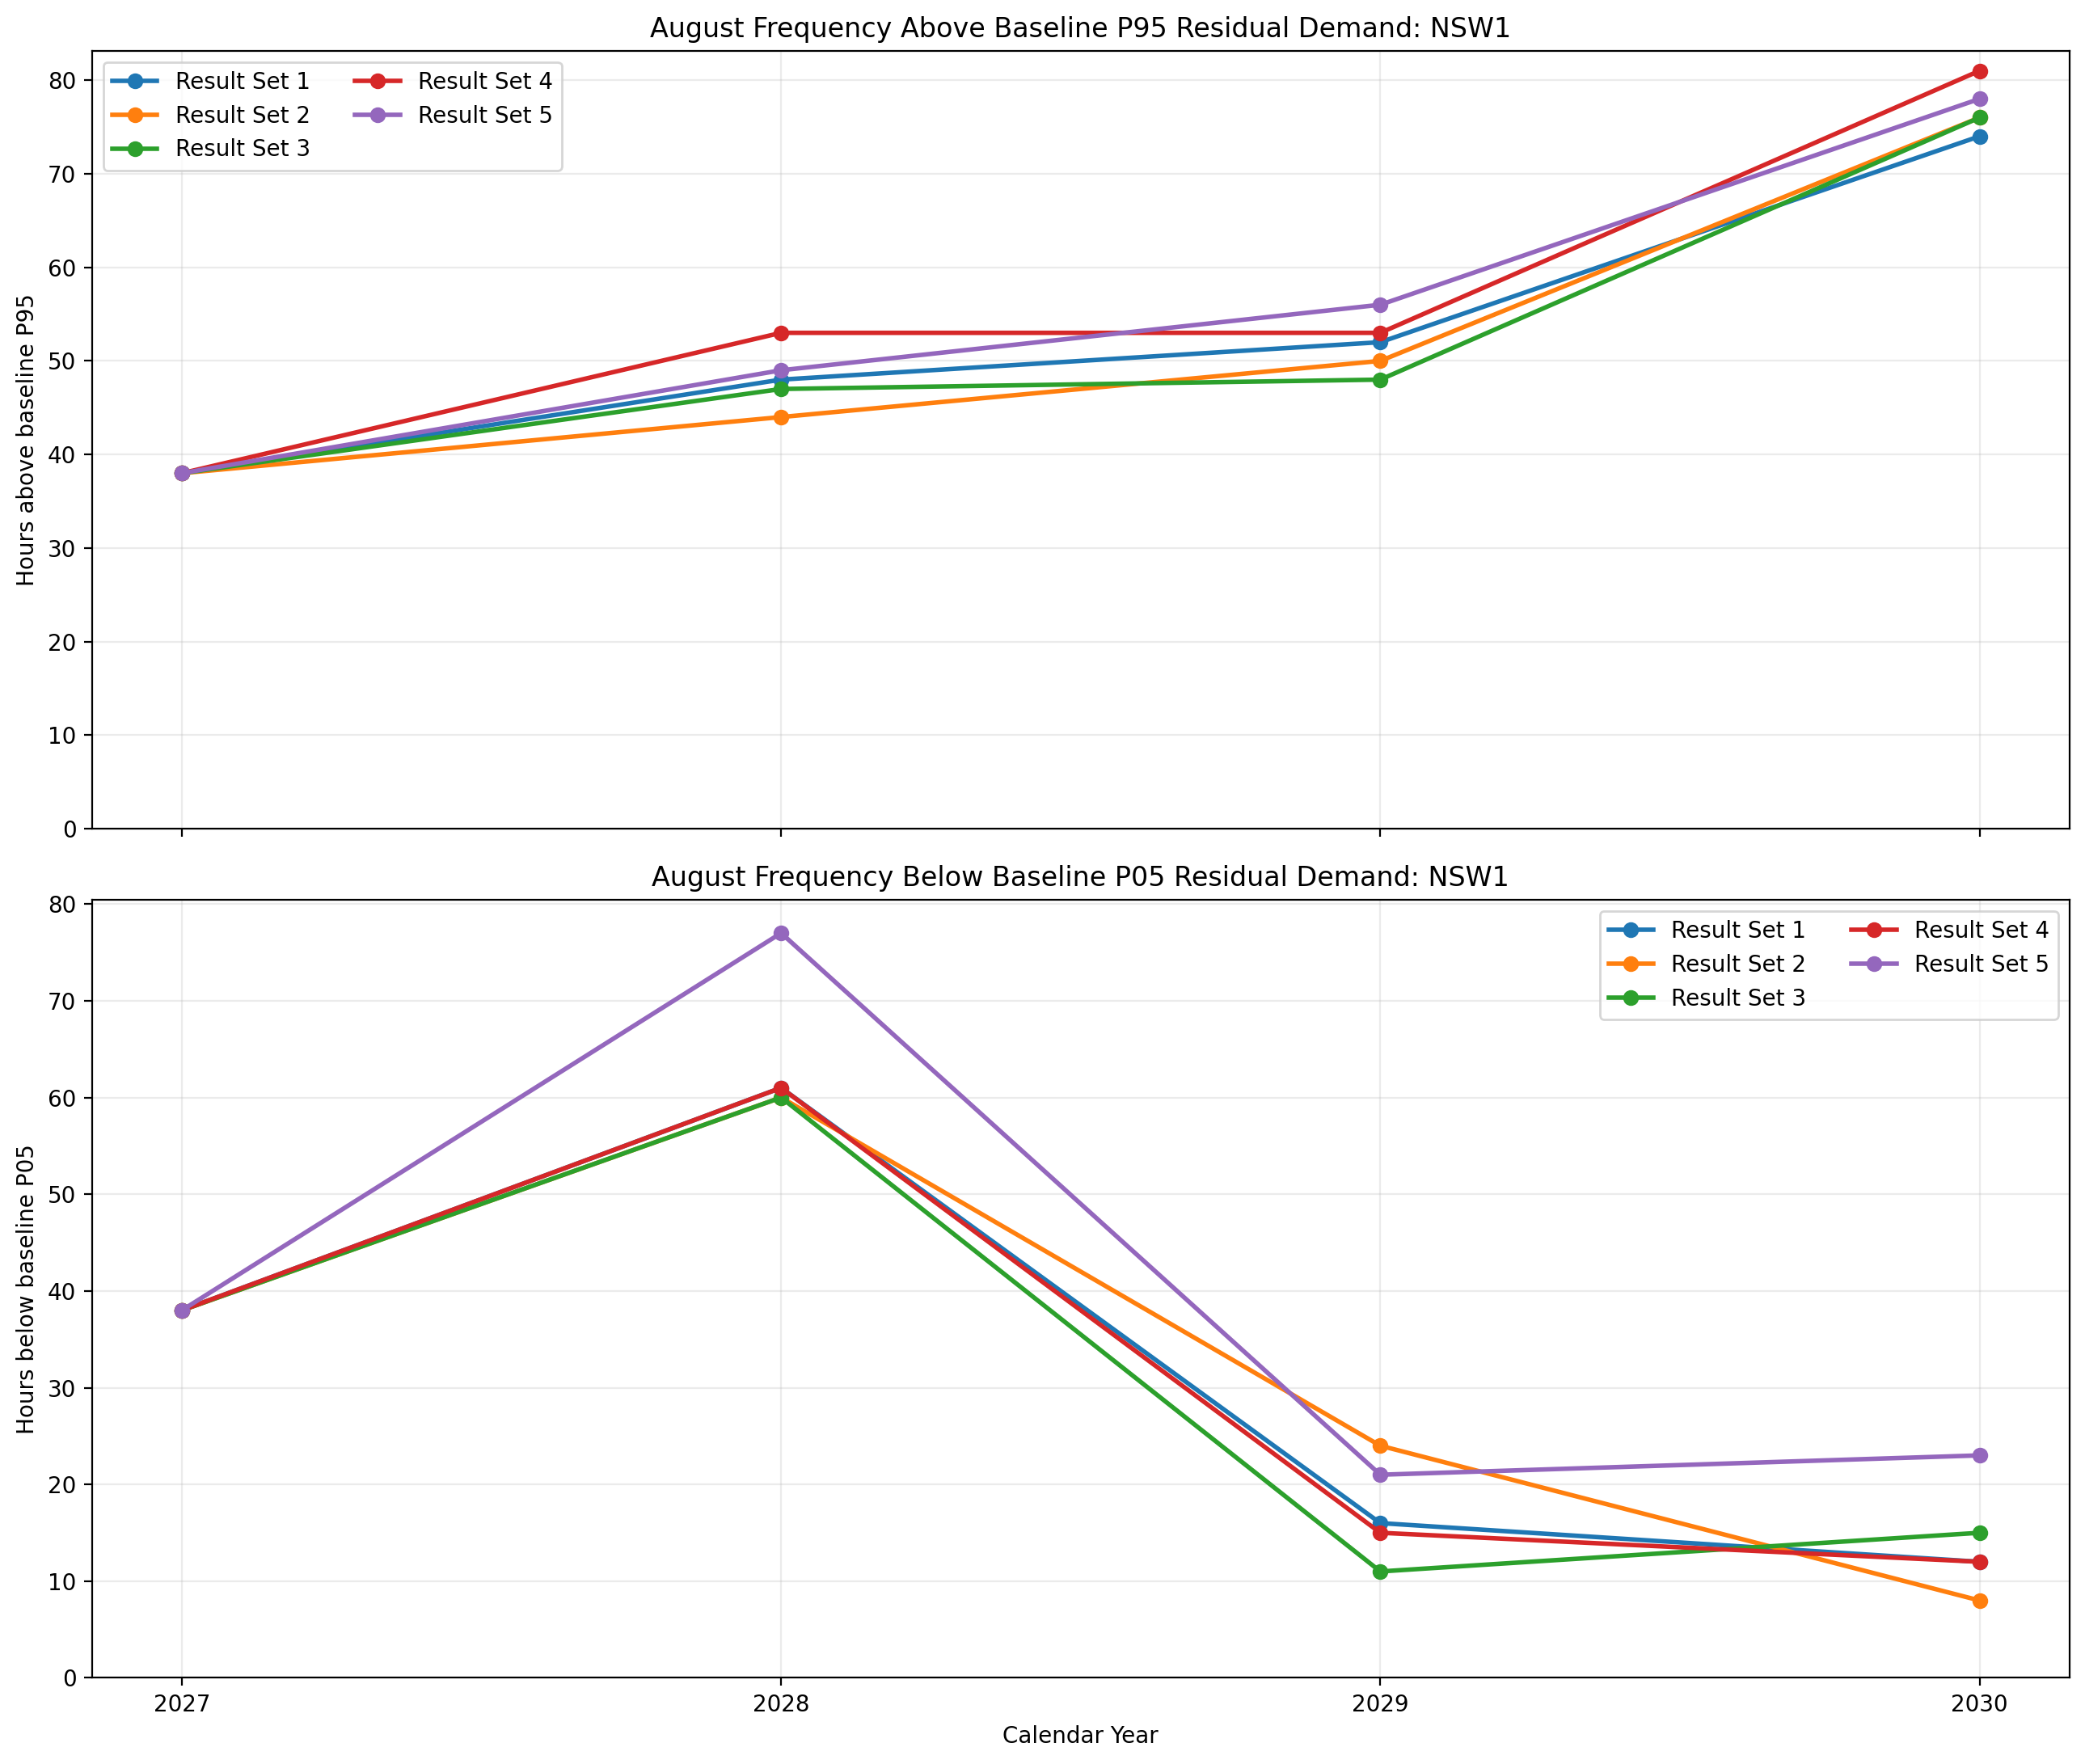 August Frequency Above Baseline P95 Residual Demand: NSW1
Hours above baseline P95
80
70
60
50
40
30
20
10
0
Result Set 1
Result Set 2
Result Set 3
Result Set 4
Result Set 5
August Frequency Below Baseline P05 Residual Demand: NSW1
Hours below baseline P05
80
70
60
50
40
30
20
10
0
Result Set 1
Result Set 2
Result Set 3
Result Set 4
Result Set 5
2027 2028 2029 2030
Calendar Year